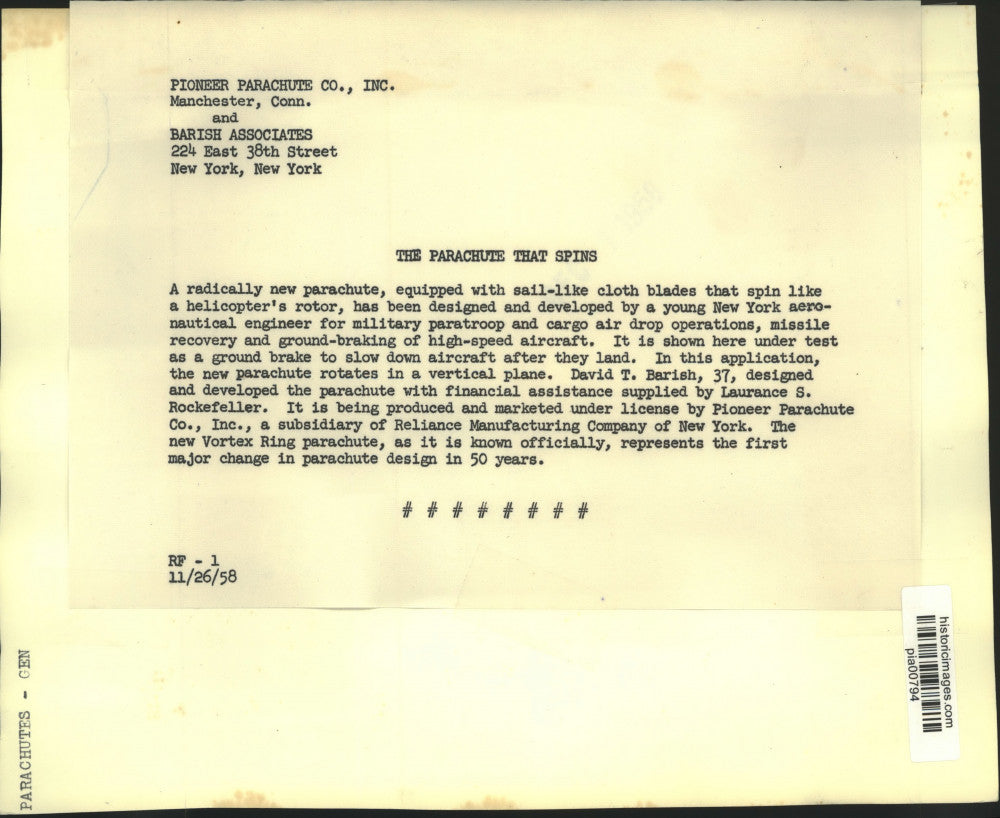 PIONEER PARACHUTE CO., INC.
Manchester, Conn.
and
BARISH ASSOCIATES
224 East 38th Street
New York, New York
THE PARACHUTE THAT SPINS
A radically new parachute, equipped with sail-like cloth blades that spin like
a helicopter's rotor, has been designed and developed by a young New York aero-
nautical engineer for military paratroop and cargo air drop operations, missile
recovery and ground-braking of high-speed aircraft. It is shown here under test
as a ground brake to slow down aircraft after they land. In this application,
the new parachute rotates in a vertical plane. David T. Barish, 37, designed
and developed the parachute with financial assistance supplied by Laurance S.
Rockefeller. It is being produced and marketed under license by Pioneer Parachute
Co., Inc., a subsidiary of Reliance Manufacturing Company of New York. The
new Vortex Ring parachute, as it is known officially, represents the first
major change in parachute design in 50 years.
# # # # # # # #
RF - 1
11/26/58
PARACHUTES - GEN
historicimages.com
pia00794